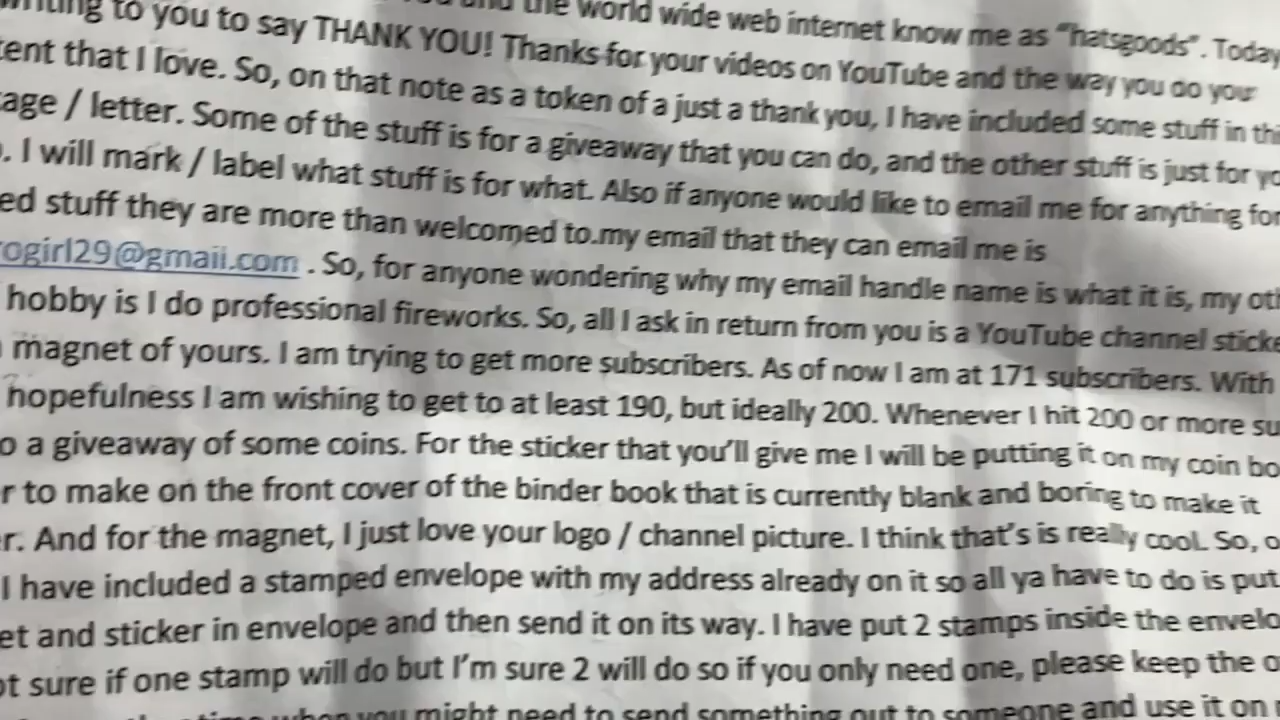 to you to say THANK YOU! Thanks for your videos on YouTube and the way you do your
the world wide web internet know me as "hatsgoods". Today
that I love. So, on that note as a token of a just a thank you, I have included some stuff in
/ letter. Some of the stuff is for a giveaway that you can do, and the other stuff is just for
I will mark / label what stuff is for what. Also if anyone would like to email me for anything
stuff they are more than welcomed to.my email that they can email me is
ogirl29@gmail.com . So, for anyone wondering why my email handle name is what it is, my
hobby is I do professional fireworks. So, all I ask in return from you is a YouTube channel
magnet of yours. I am trying to get more subscribers. As of now I am at 171 subscribers. With
hopefulness I am wishing to get to at least 190, but ideally 200. Whenever I hit 200 or more
a giveaway of some coins. For the sticker that you'll give me I will be putting it on my coin
to make on the front cover of the binder book that is currently blank and boring to make it
And for the magnet, I just love your logo / channel picture. I think that's is really cool. So,
I have included a stamped envelope with my address already on it so all ya have to do is put
and sticker in envelope and then send it on its way. I have put 2 stamps inside the
sure if one stamp will do but I'm sure 2 will do so if you only need one, please keep the
when you might need to send something out to someone and use it on